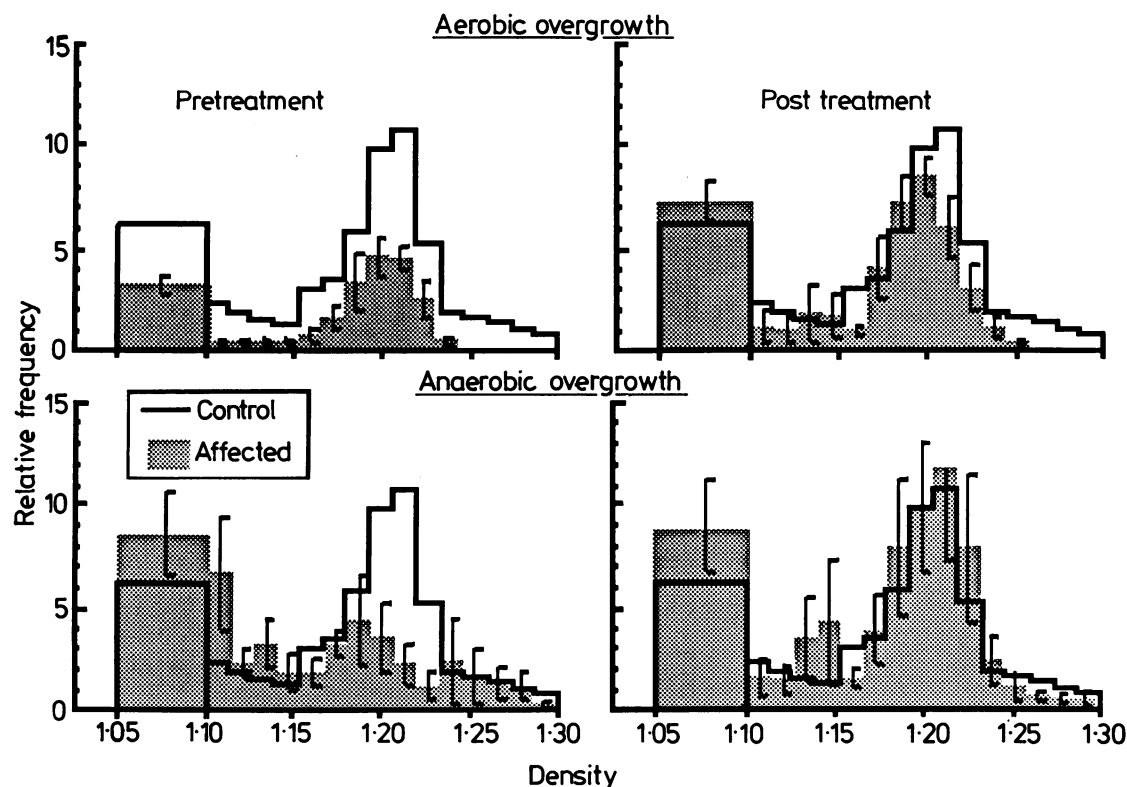 Aerobic overgrowth
15
10
5
0
Pretreatment
Post treatment
Relative frequency
Anaerobic overgrowth
15
10
5
0
Control
Affected
1·05 1·10 1·15 1·20 1·25 1·30
1·05 1·10 1·15 1·20 1·25 1·30
Density